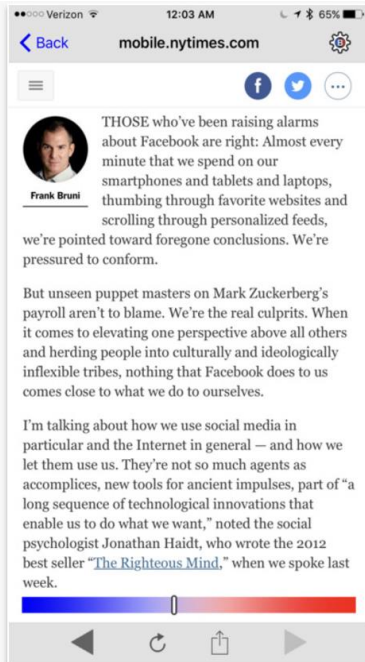 Verizon 12:03 AM 65%
Back mobile.nytimes.com
f
THOSE who've been raising alarms
about Facebook are right: Almost every
minute that we spend on our
smartphones and tablets and laptops,
thumbing through favorite websites and
scrolling through personalized feeds,
Frank Bruni
we're pointed toward foregone conclusions. We're
pressured to conform.
But unseen puppet masters on Mark Zuckerberg's
payroll aren't to blame. We're the real culprits. When
it comes to elevating one perspective above all others
and herding people into culturally and ideologically
inflexible tribes, nothing that Facebook does to us
comes close to what we do to ourselves.
I'm talking about how we use social media in
particular and the Internet in general — and how we
let them use us. They're not so much agents as
accomplices, new tools for ancient impulses, part of “a
long sequence of technological innovations that
enable us to do what we want,” noted the social
psychologist Jonathan Haidt, who wrote the 2012
best seller “The Righteous Mind,” when we spoke last
week.